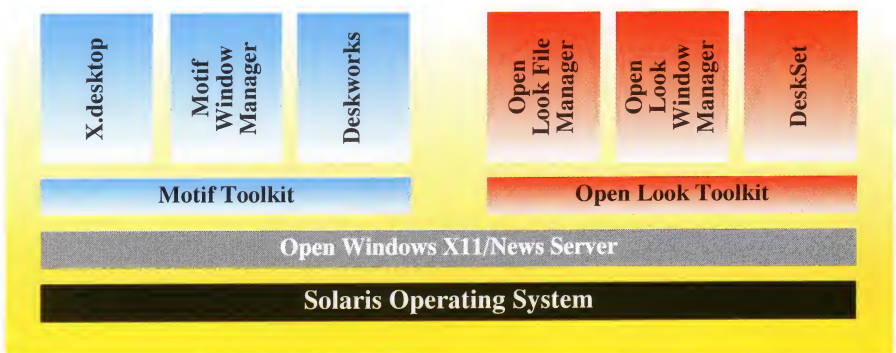 X.desktop
Motif
Window
Manager
Deskworks
Open
Look File
Manager
Open
Look
Window
Manager
DeskSet
Motif Toolkit
Open Look Toolkit
Open Windows X11/News Server
Solaris Operating System